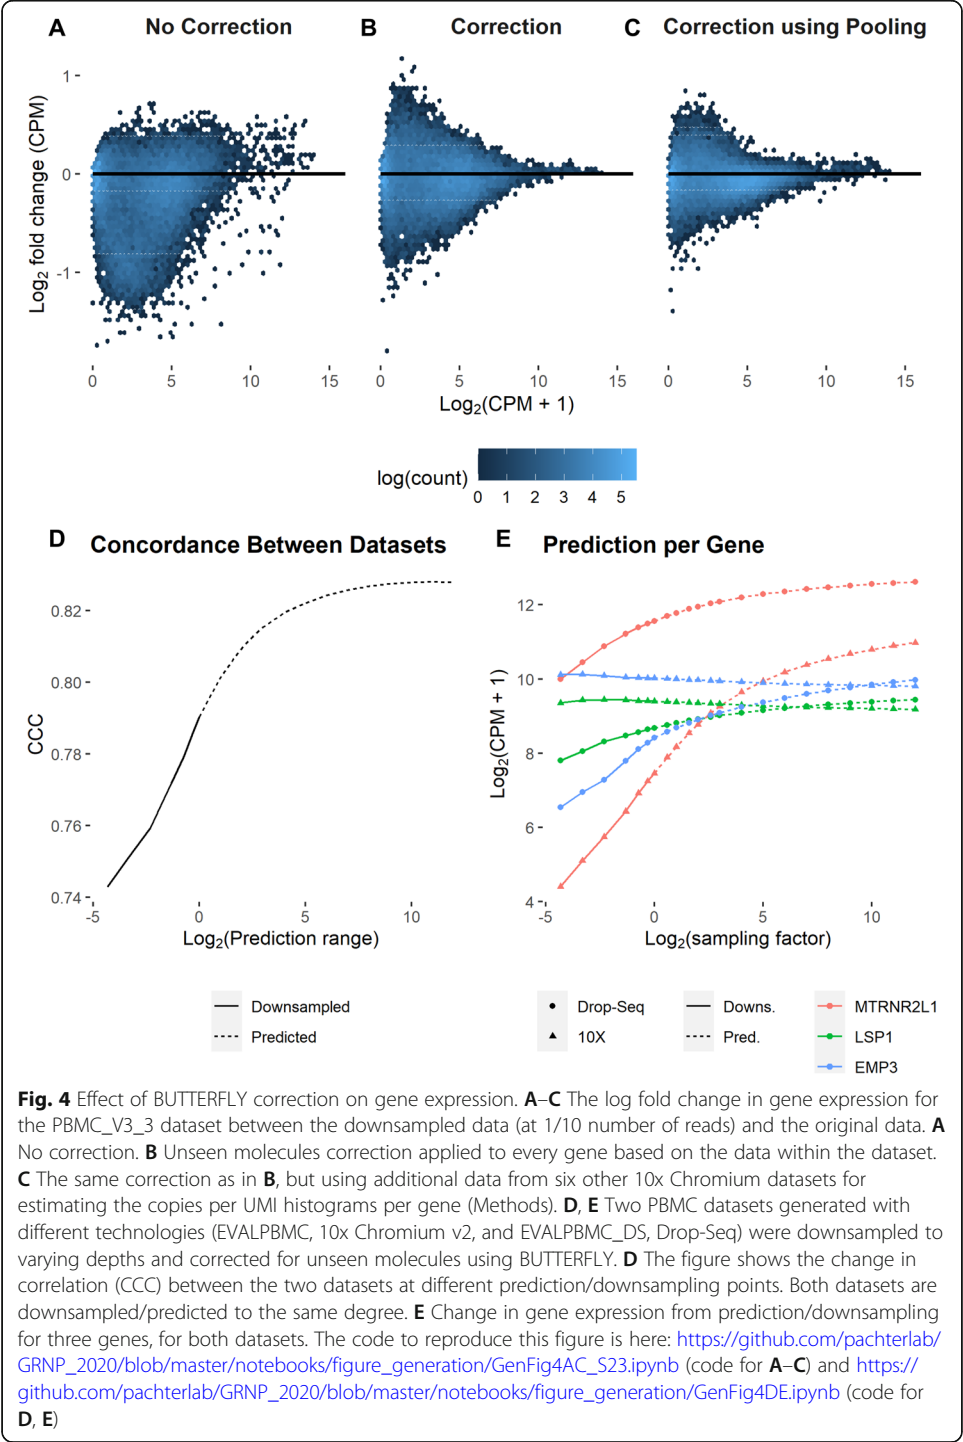 A No Correction B Correction C Correction using Pooling
Log2 fold change (CPM)
1
0
-1
0 5 10 15 0 5 10 15 0 5 10 15
Log2(CPM + 1)
log(count)
0 1 2 3 4 5
D Concordance Between Datasets
CCC
0.82
0.80
0.78
0.76
0.74
-5 0 5 10
Log2(Prediction range)
Downsampled
Predicted
E Prediction per Gene
Log2(CPM + 1)
12
10
8
6
4
-5 0 5 10
Log2(sampling factor)
Drop-Seq
10X
Downs.
Pred.
MTRNR2L1
LSP1
EMP3
Fig. 4 Effect of BUTTERFLY correction on gene expression. A–C The log fold change in gene expression for
the PBMC_V3_3 dataset between the downsampled data (at 1/10 number of reads) and the original data. A
No correction. B Unseen molecules correction applied to every gene based on the data within the dataset.
C The same correction as in B, but using additional data from six other 10x Chromium datasets for
estimating the copies per UMI histograms per gene (Methods). D, E Two PBMC datasets generated with
different technologies (EVALPBMC, 10x Chromium v2, and EVALPBMC_DS, Drop-Seq) were downsampled to
varying depths and corrected for unseen molecules using BUTTERFLY. D The figure shows the change in
correlation (CCC) between the two datasets at different prediction/downsampling points. Both datasets are
downsampled/predicted to the same degree. E Change in gene expression from prediction/downsampling
for three genes, for both datasets. The code to reproduce this figure is here: https://github.com/pachterlab/
GRNP_2020/blob/master/notebooks/figure_generation/GenFig4AC_S23.ipynb (code for A–C) and https://
github.com/pachterlab/GRNP_2020/blob/master/notebooks/figure_generation/GenFig4DE.ipynb (code for
D, E)